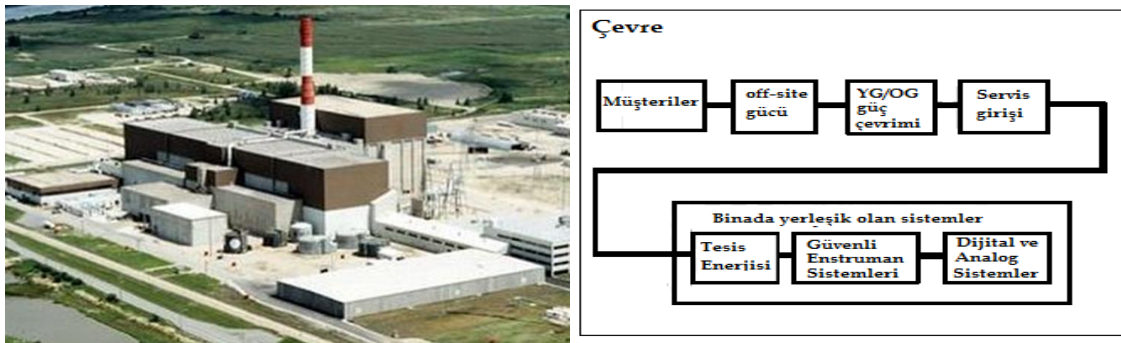 Çevre
Müşteriler
off-site
gücü
YG/OG
güç
çevrimi
Servis
girişi
Binada yerleşik olan sistemler
Tesis
Enerjisi
Güvenli
Enstruman
Sistemleri
Dijital ve
Analog
Sistemler